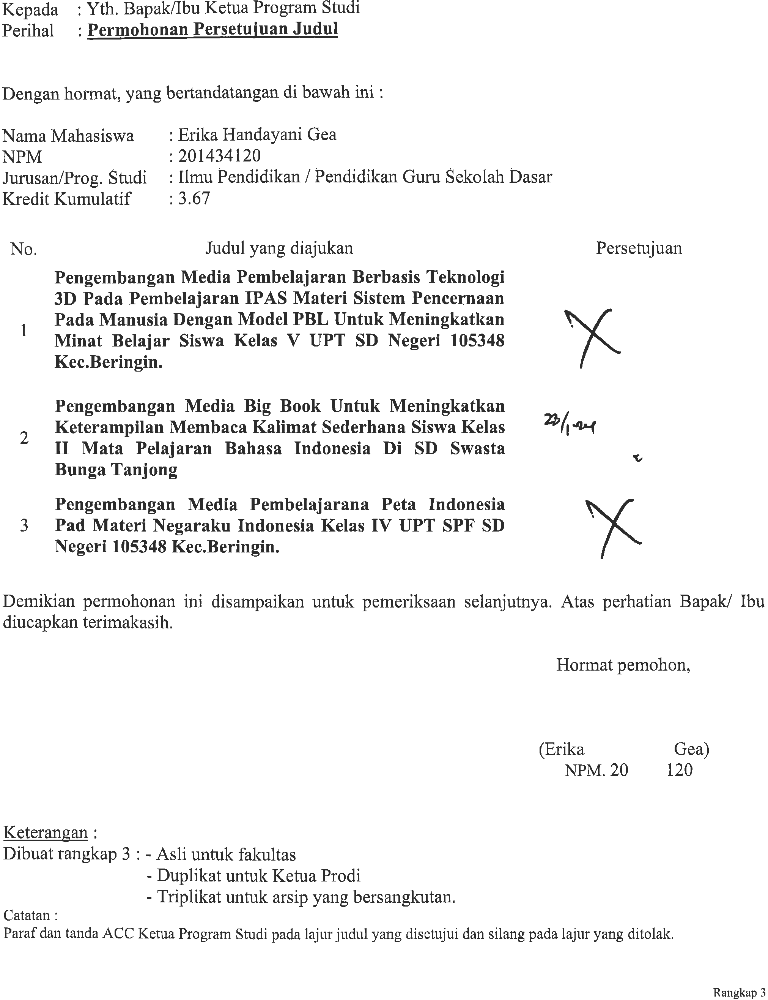 Kepada : Yth. Bapak/Ibu Ketua Program Studi
Perihal : Permohonan Persetujuan Judul
Dengan hormat, yang bertandatangan di bawah ini :
Nama Mahasiswa : Erika Handayani Gea
NPM : 201434120
Jurusan/Prog. Studi : Ilmu Pendidikan / Pendidikan Guru Sekolah Dasar
Kredit Kumulatif : 3.67
No. Judul yang diajukan Persetujuan
Pengembangan Media Pembelajaran Berbasis Teknologi
3D Pada Pembelajaran IPAS Materi Sistem Pencernaan
1 Pada Manusia Dengan Model PBL Untuk Meningkatkan
Minat Belajar Siswa Kelas V UPT SD Negeri 105348
Kec.Beringin.
Pengembangan Media Big Book Untuk Meningkatkan
Keterampilan Membaca Kalimat Sederhana Siswa Kelas
2 II Mata Pelajaran Bahasa Indonesia Di SD Swasta
Bunga Tanjong
Pengembangan Media Pembelajarana Peta Indonesia
3 Pad Materi Negaraku Indonesia Kelas IV UPT SPF SD
Negeri 105348 Kec.Beringin.
Demikian permohonan ini disampaikan untuk pemeriksaan selanjutnya. Atas perhatian Bapak/ Ibu
diucapkan terimakasih.
Hormat pemohon,
(Erika Gea)
NPM. 20 120
Keterangan :
Dibuat rangkap 3 : - Asli untuk fakultas
- Duplikat untuk Ketua Prodi
- Triplikat untuk arsip yang bersangkutan.
Catatan :
Paraf dan tanda ACC Ketua Program Studi pada lajur judul yang disetujui dan silang pada lajur yang ditolak.
Rangkap 3